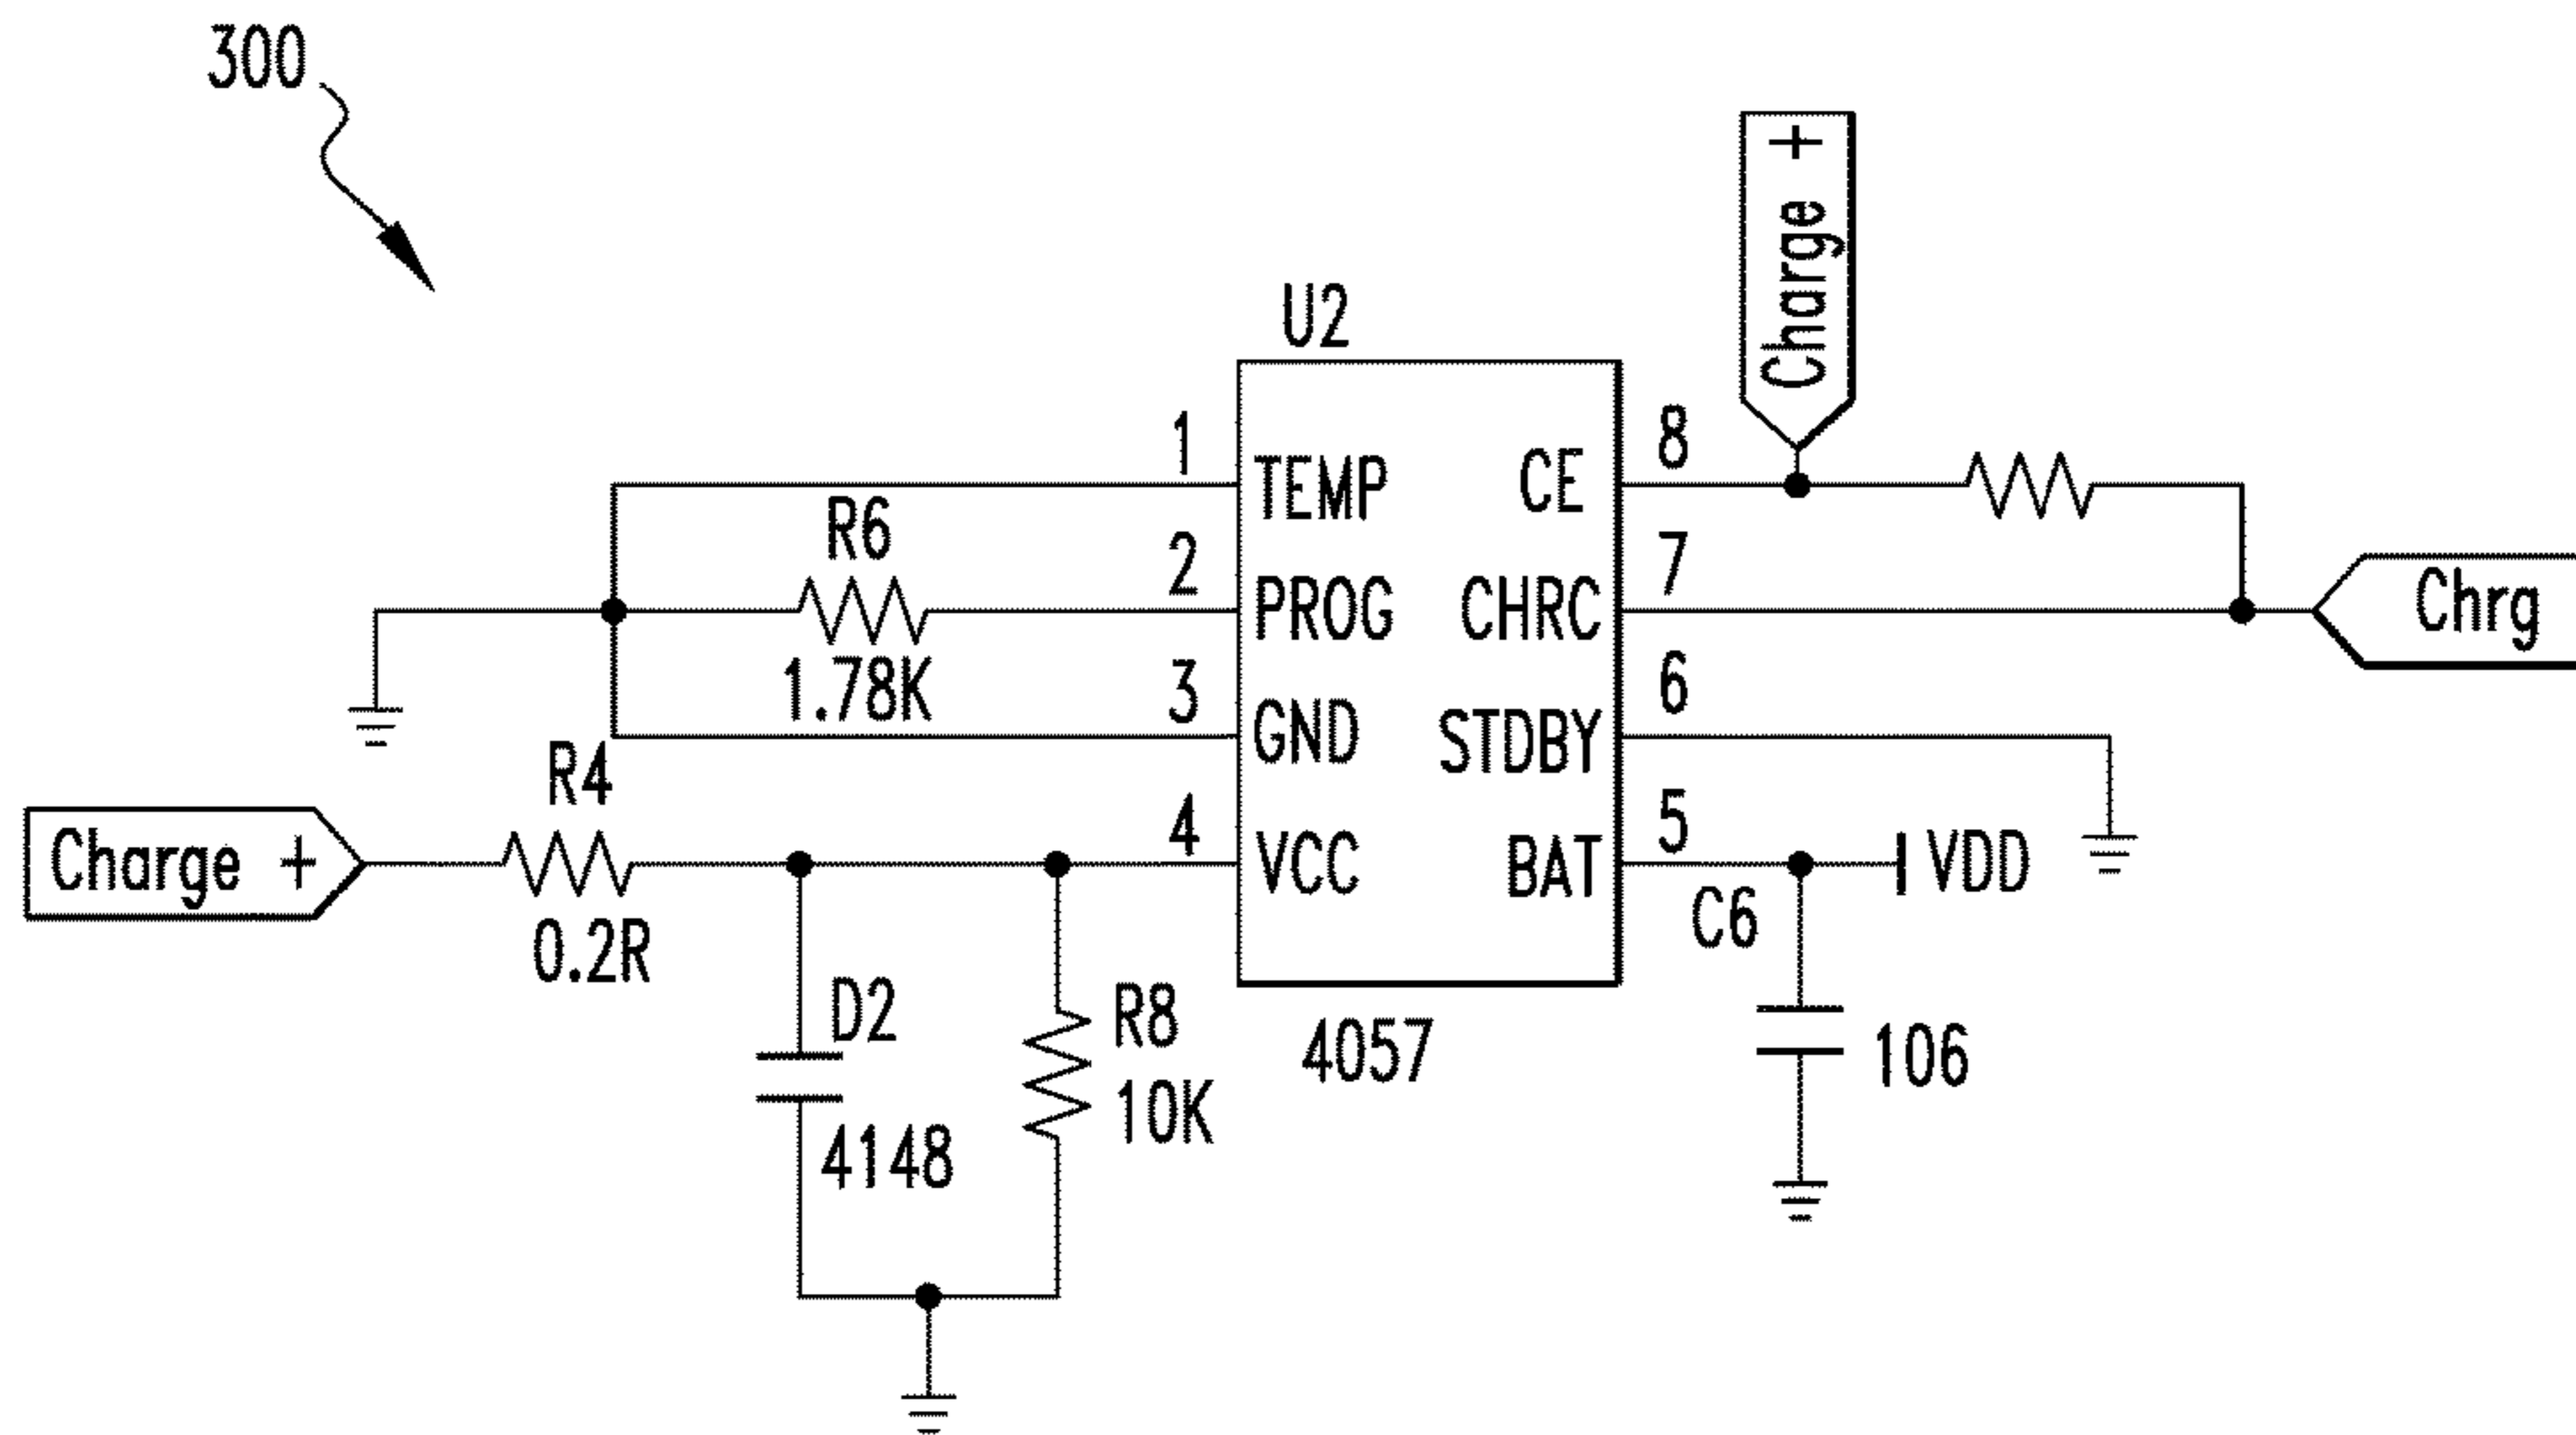 300
Charge +
U2
1
TEMP
CE
8
R6
2
PROG
CHRC
7
Chrg
1.78K
3
GND
STDBY
6
R4
Charge +
0.2R
4
VCC
BAT
5
VDD
C6
D2
4148
R8
10K
4057
106